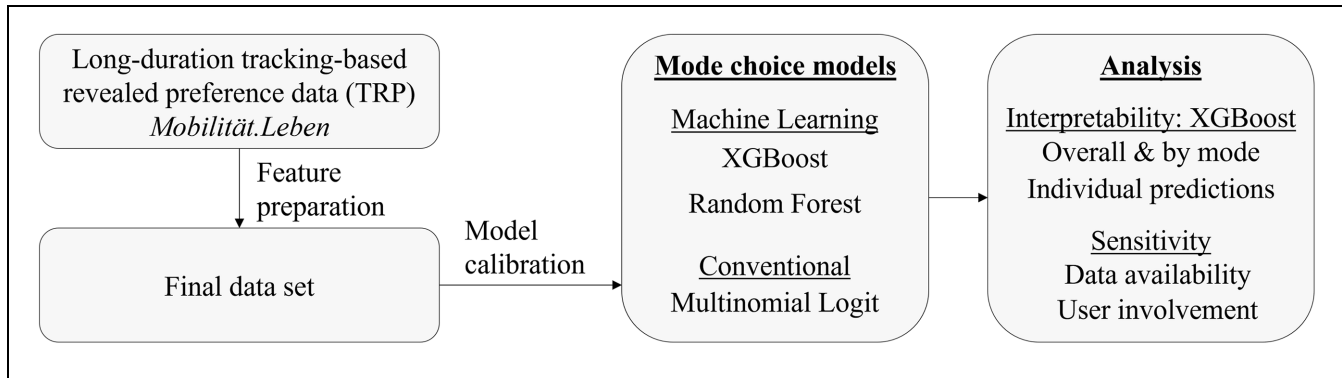 Long-duration tracking-based
revealed preference data (TRP)
Mobilität.Leben
Feature
preparation
Final data set
Model
calibration
Mode choice models
Machine Learning
XGBoost
Random Forest
Conventional
Multinomial Logit
Analysis
Interpretability: XGBoost
Overall & by mode
Individual predictions
Sensitivity
Data availability
User involvement